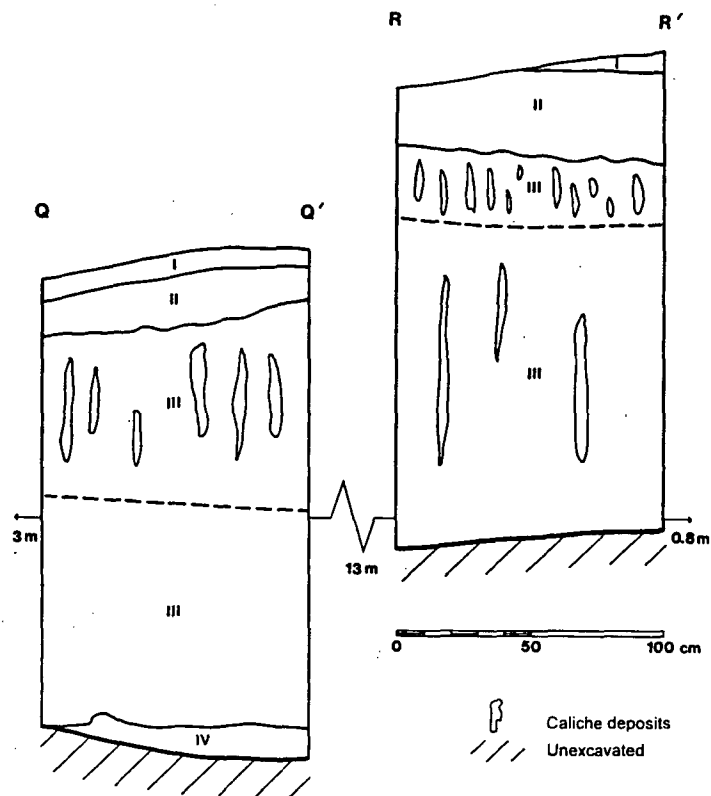 R R′
I
II
III
III
Q Q′
I
II
III
III
IV
3 m 13 m 0.8 m
0 50 100 cm
Caliche deposits
Unexcavated